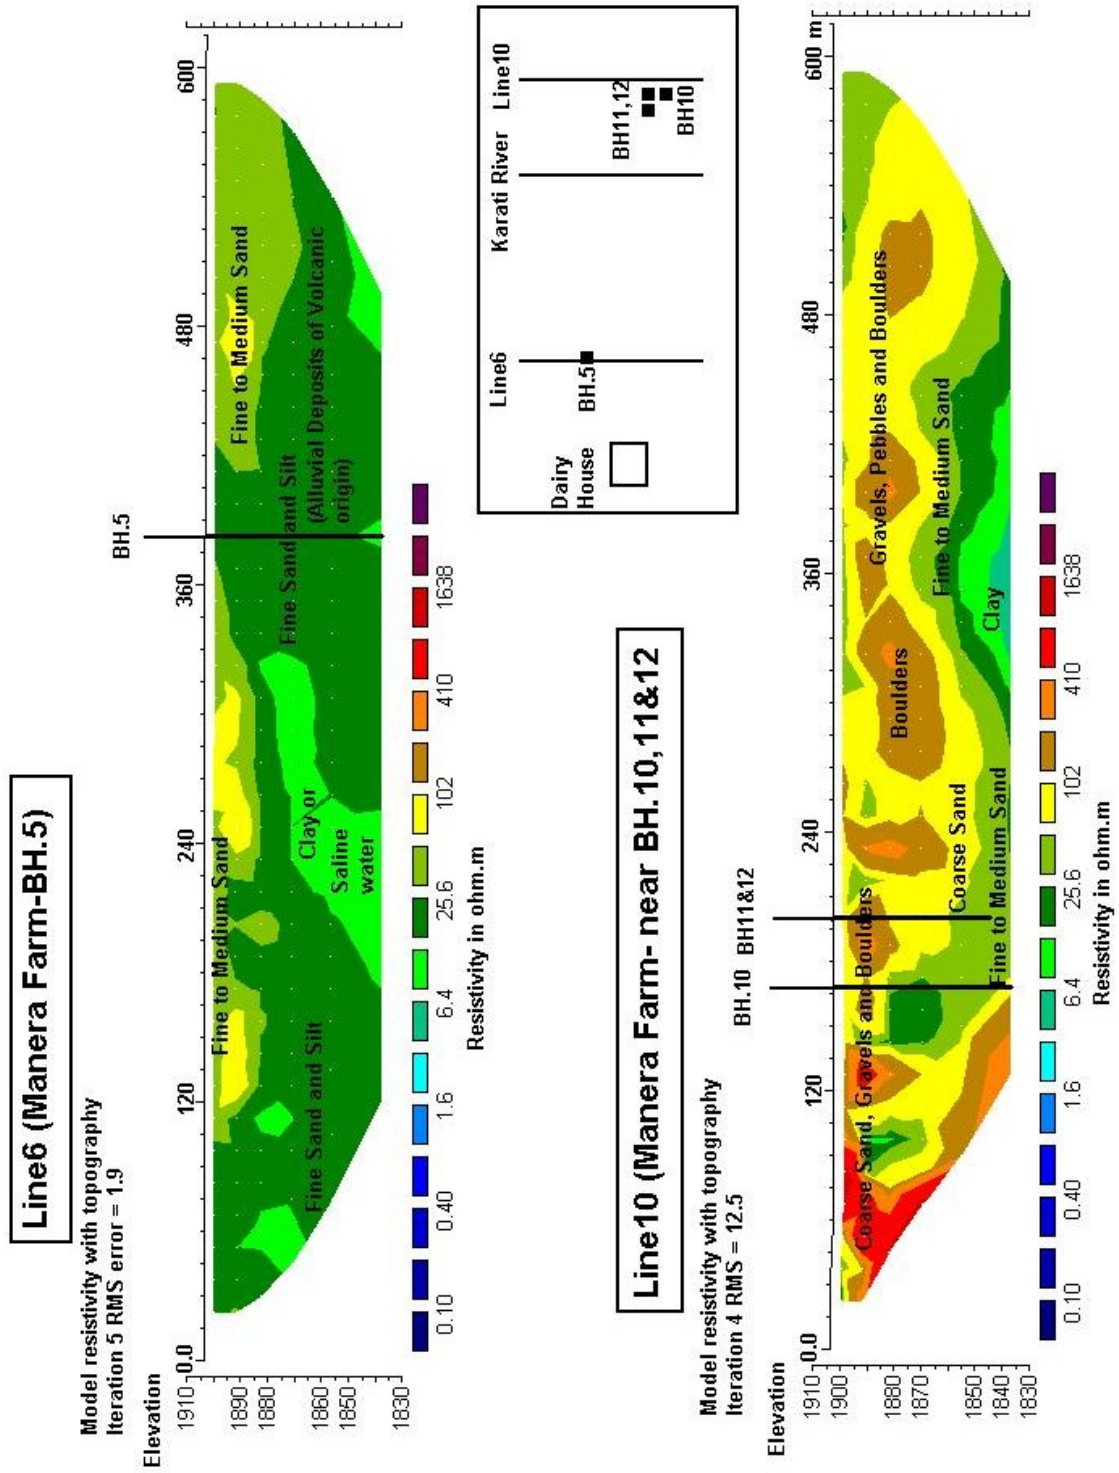 Line6 (Manera Farm-BH.5)
Model resistivity with topography
Iteration 5 RMS error = 1.9
Elevation
BH.5
0.0 120 240 360 480 600
1910
1890
1880
1860
1850
1830
Fine to Medium Sand
Fine to Medium Sand
Clay or
Saline
water
Fine Sand and Silt
Fine Sand and Silt
(Alluvial Deposits of Volcanic
origin)
0.10 0.40 1.6 6.4 25.6 102 410 1638
Resistivity in ohm.m
Line6 Karati River Line10
Dairy
House
BH.5
BH11,12
BH10
Line10 (Manera Farm- near BH.10,11&12
Model resistivity with topography
Iteration 4 RMS = 12.5
Elevation
BH.10 BH11&12
0.0 120 240 360 480 600 m
1910
1900
1870
1850
1840
1830
Coarse Sand, Gravels and Boulders
Boulders
Gravels, Pebbles and Boulders
Coarse Sand
Fine to Medium Sand
Fine to Medium Sand
Clay
0.10 0.40 1.6 6.4 25.6 102 410 1638
Resistivity in ohm.m